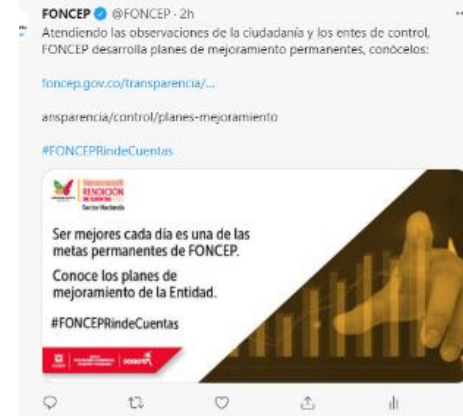 FONCEP @FONCEP · 2h
Atendiendo las observaciones de la ciudadanía y los entes de control,
FONCEP desarrolla planes de mejoramiento permanentes, conócelos:
foncep.gov.co/transparencia/...
ansparencia/control/planes-mejoramiento
#FONCEPRindeCuentas
RENDICIÓN
DE CUENTAS
Sector Hacienda
Ser mejores cada día es una de las
metas permanentes de FONCEP.
Conoce los planes de
mejoramiento de la Entidad.
#FONCEPRindeCuentas
BOGOTÁ